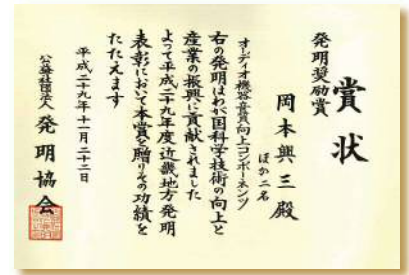 賞状
発明奨励賞
岡本興三殿
ほか二名
オーディオ機器音質向上コンポーネンツ
右の発明はわが国科学技術の向上と
産業の振興に貢献されました
よって平成二十九年度近畿地方発明
表彰において本賞を贈りその功績を
たたえます
平成二十九年十一月二十二日
公益社団法人発明協会